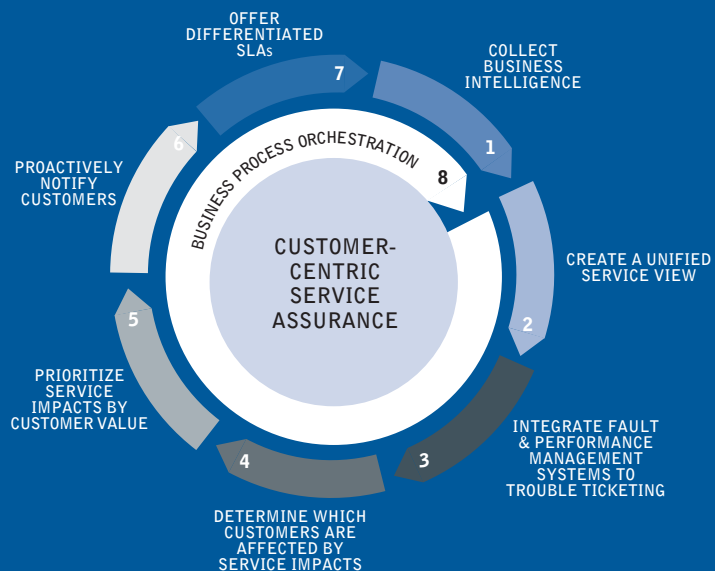 OFFER
DIFFERENTIATED
SLAs
7
COLLECT
BUSINESS
INTELLIGENCE
1
CREATE A UNIFIED
SERVICE VIEW
2
INTEGRATE FAULT
& PERFORMANCE
MANAGEMENT
SYSTEMS TO
TROUBLE TICKETING
3
DETERMINE WHICH
CUSTOMERS ARE
AFFECTED BY
SERVICE IMPACTS
4
PRIORITIZE
SERVICE
IMPACTS BY
CUSTOMER VALUE
5
PROACTIVELY
NOTIFY
CUSTOMERS
6
BUSINESS PROCESS ORCHESTRATION
8
CUSTOMER-
CENTRIC
SERVICE
ASSURANCE